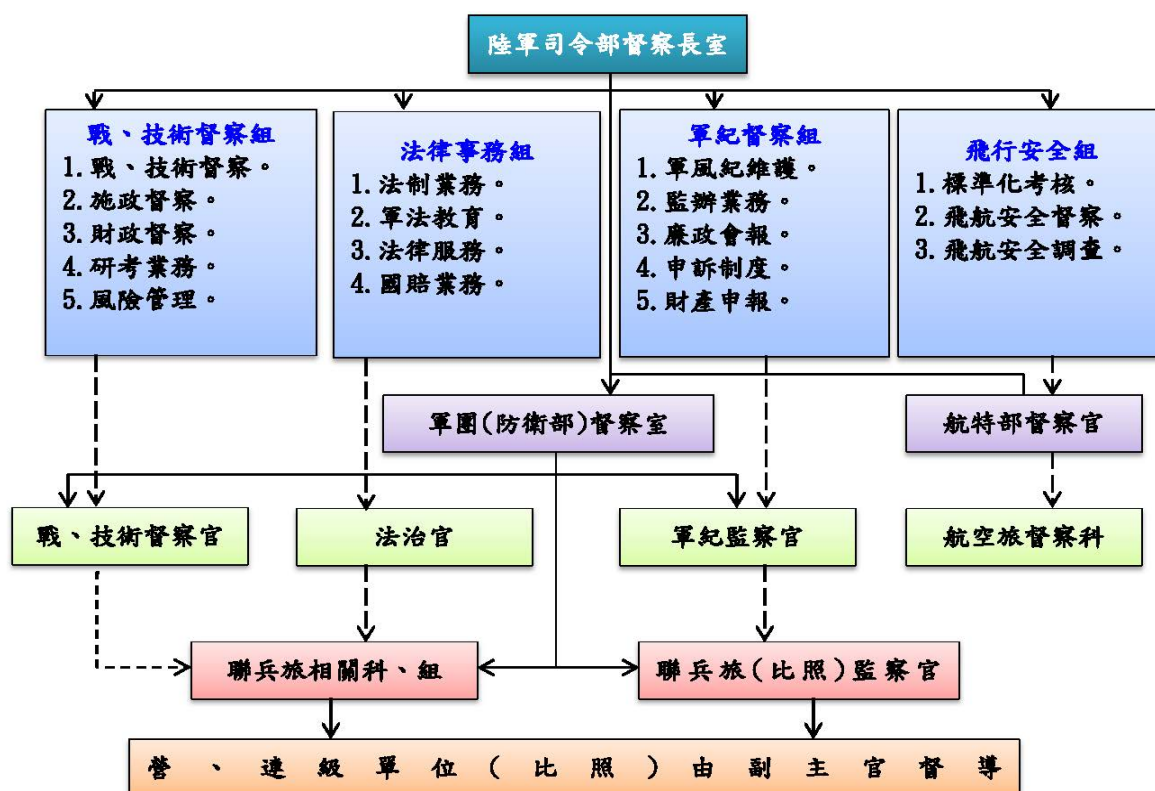 陸軍司令部督察長室
戰、技術督察組
1.戰、技術督察。
2.施政督察。
3.財政督察。
4.研考業務。
5.風險管理。
法律事務組
1.法制業務。
2.軍法教育。
3.法律服務。
4.國賠業務。
軍紀督察組
1.軍風紀維護。
2.監辦業務。
3.廉政會報。
4.申訴制度。
5.財產申報。
飛行安全組
1.標準化考核。
2.飛航安全督察。
3.飛航安全調查。
軍團(防衛部)督察室
航特部督察官
戰、技術督察官
法治官
軍紀監察官
航空旅督察科
聯兵旅相關科、組
聯兵旅(比照)監察官
營、連級單位(比照)由副主官督導